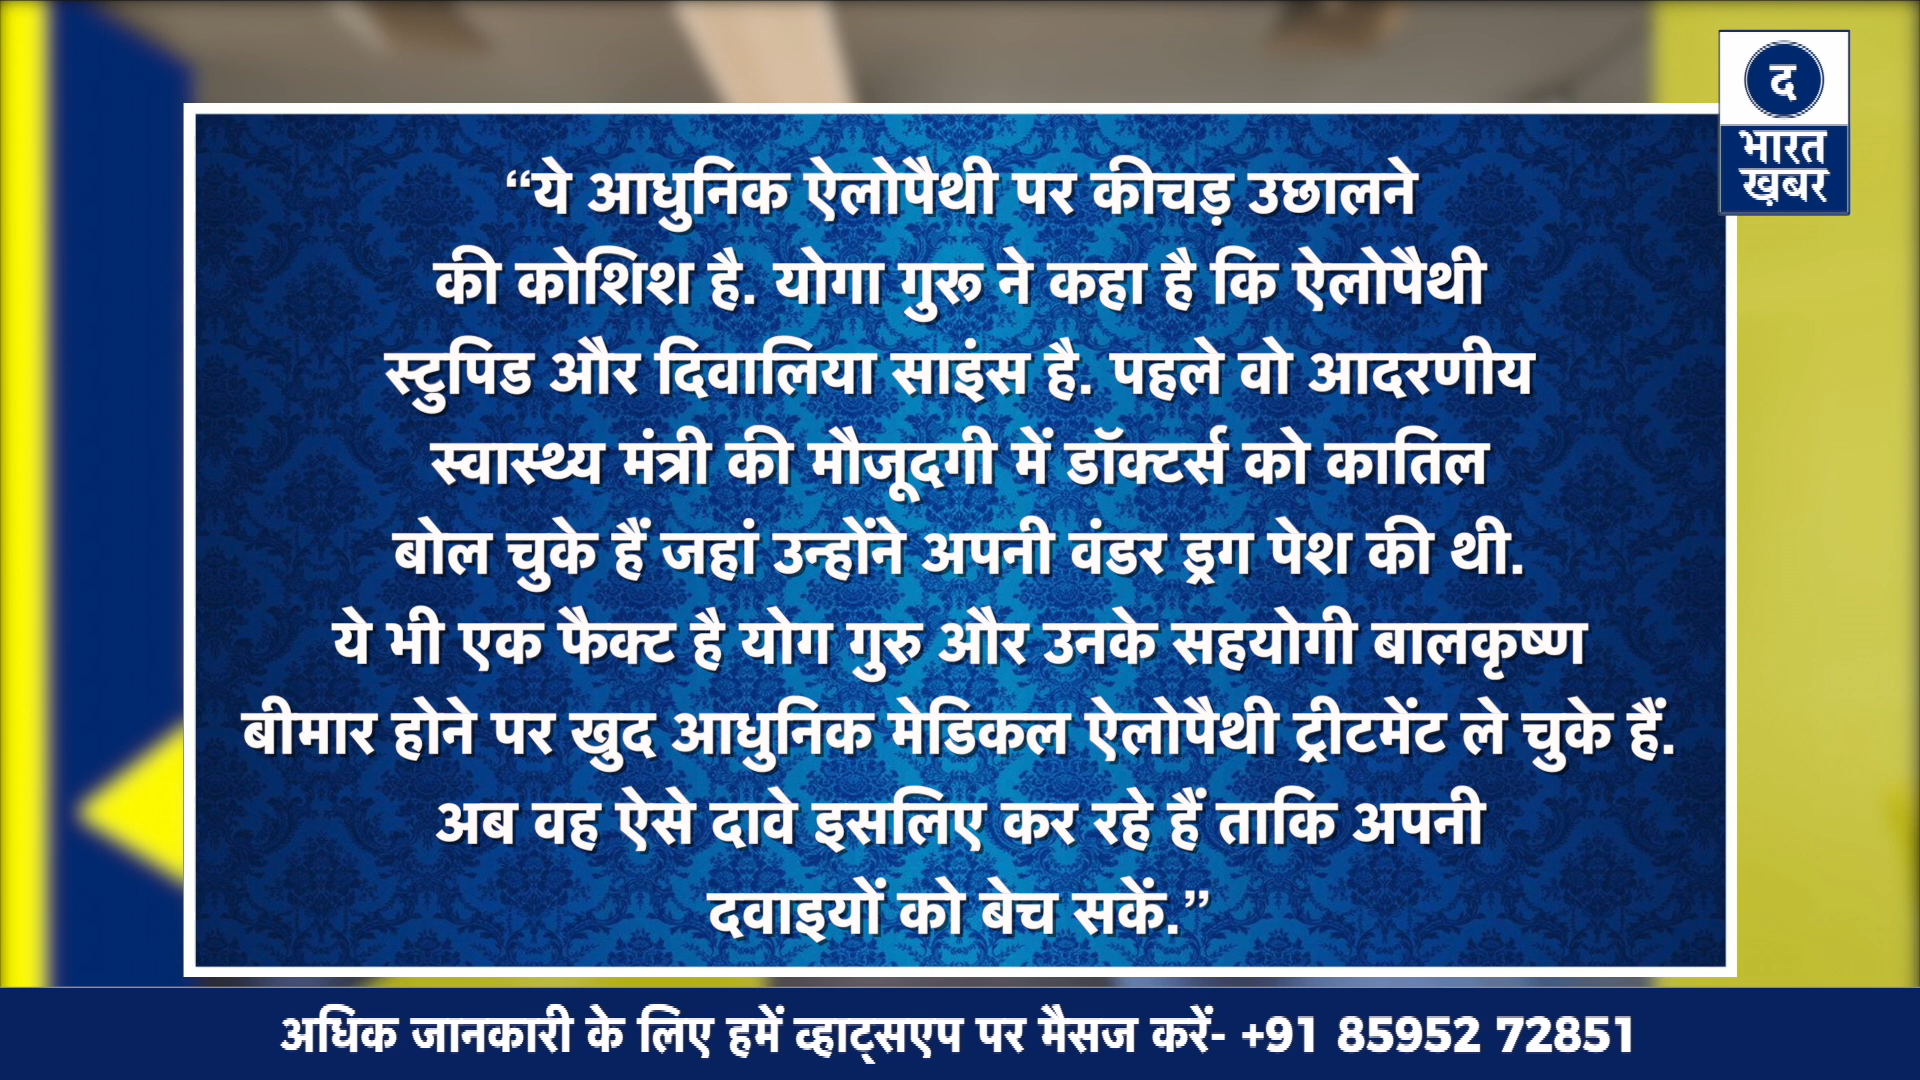 द
भारत
ख़बर
“ये आधुनिक ऐलोपैथी पर कीचड़ उछालने
की कोशिश है. योगा गुरू ने कहा है कि ऐलोपैथी
स्टुपिड और दिवालिया साइंस है. पहले वो आदरणीय
स्वास्थ्य मंत्री की मौजूदगी में डॉक्टर्स को कातिल
बोल चुके हैं जहां उन्होंने अपनी वंडर ड्रग पेश की थी.
ये भी एक फैक्ट है योग गुरु और उनके सहयोगी बालकृष्ण
बीमार होने पर खुद आधुनिक मेडिकल ऐलोपैथी ट्रीटमेंट ले चुके हैं.
अब वह ऐसे दावे इसलिए कर रहे हैं ताकि अपनी
दवाइयों को बेच सकें.”
अधिक जानकारी के लिए हमें व्हाट्सएप पर मैसज करें- +91 85952 72851